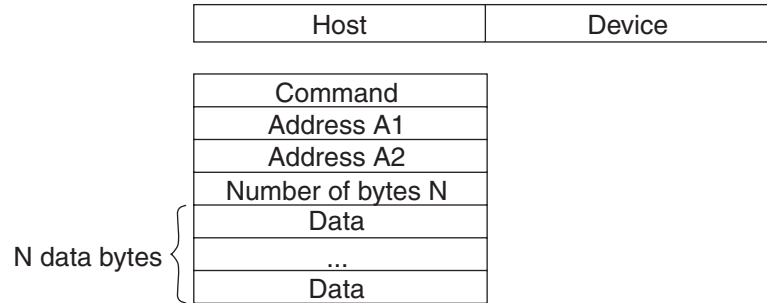 Host Device
Command
Address A1
Address A2
Number of bytes N
Data
N data bytes ...
Data